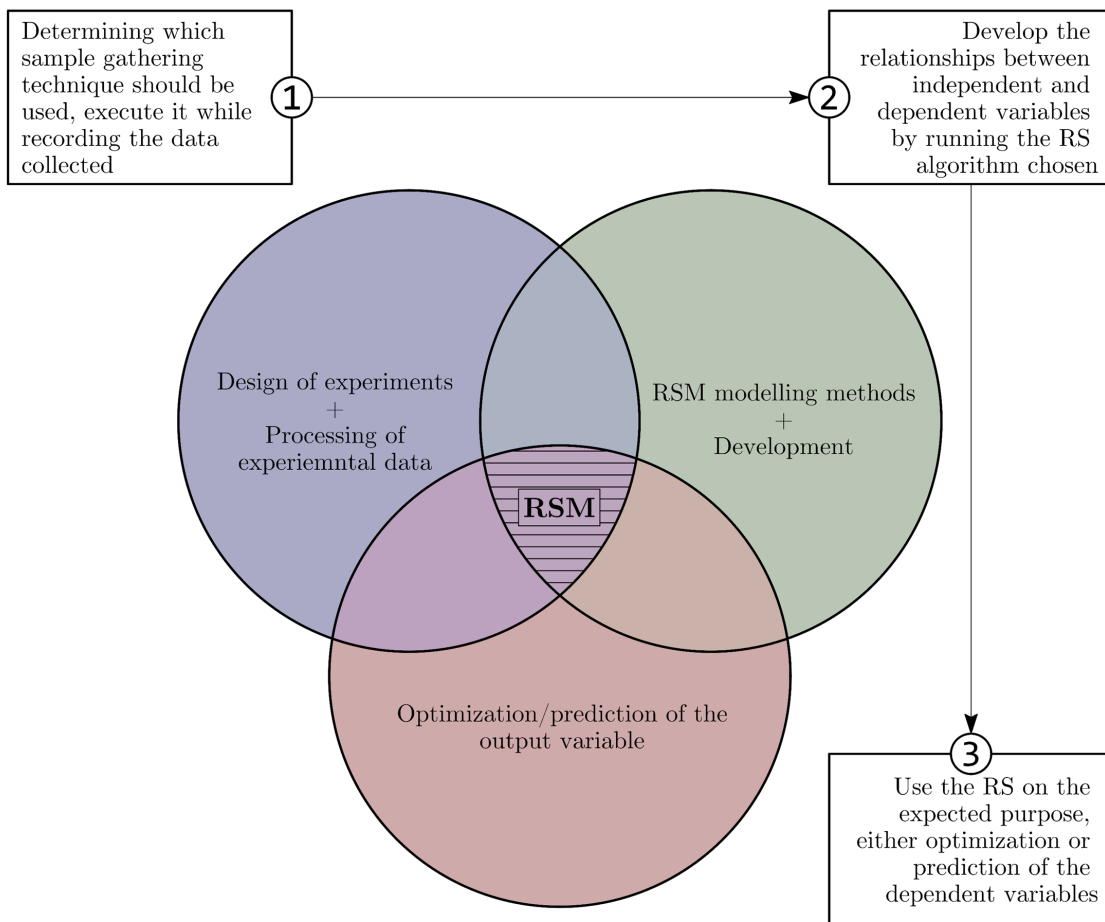 Determining which
sample gathering
technique should be
used, execute it while
recording the data
collected
1
2
Develop the
relationships between
independent and
dependent variables
by running the RS
algorithm chosen
Design of experiments
+
Processing of
experiemntal data
RSM modelling methods
+
Development
RSM
Optimization/prediction of the
output variable
3
Use the RS on the
expected purpose,
either optimization or
prediction of the
dependent variables